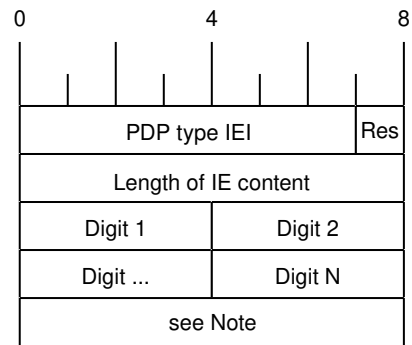 0 4 8
PDP type IEI Res
Length of IE content
Digit 1 Digit 2
Digit ... Digit N
see Note